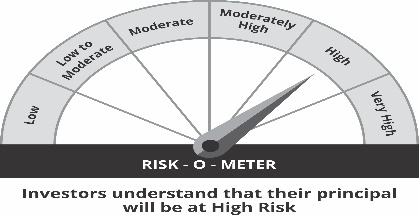 Low
Low to
Moderate
Moderate
Moderately
High
High
Very High
RISK - O - METER
Investors understand that their principal
will be at High Risk